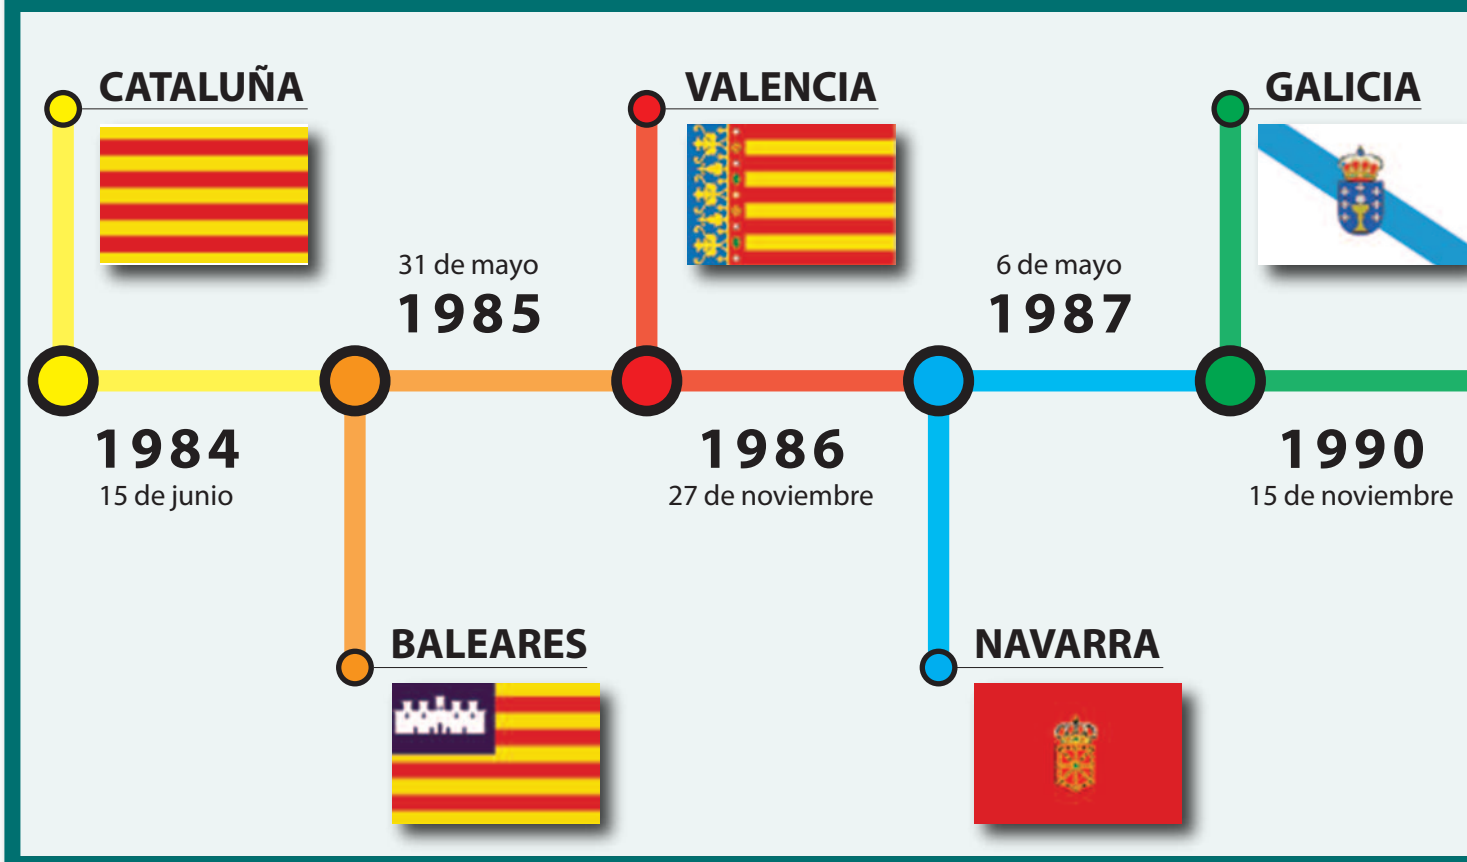 CATALUÑA
1984
15 de junio
31 de mayo
1985
BALEARES
VALENCIA
1986
27 de noviembre
6 de mayo
1987
NAVARRA
GALICIA
1990
15 de noviembre